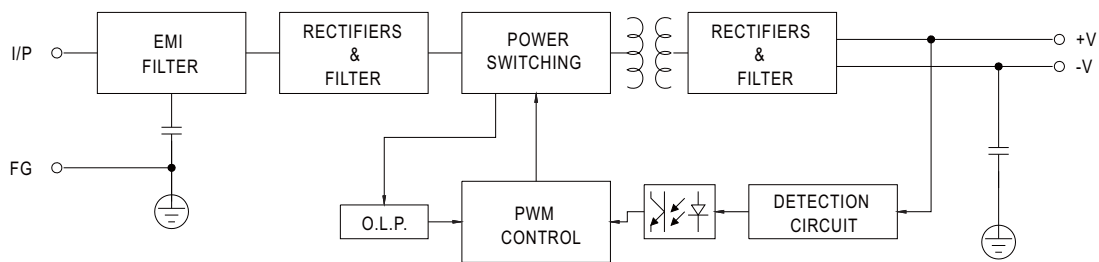 I/P
EMI
FILTER
RECTIFIERS
&
FILTER
POWER
SWITCHING
RECTIFIERS
&
FILTER
+V
-V
FG
O.L.P.
PWM
CONTROL
DETECTION
CIRCUIT